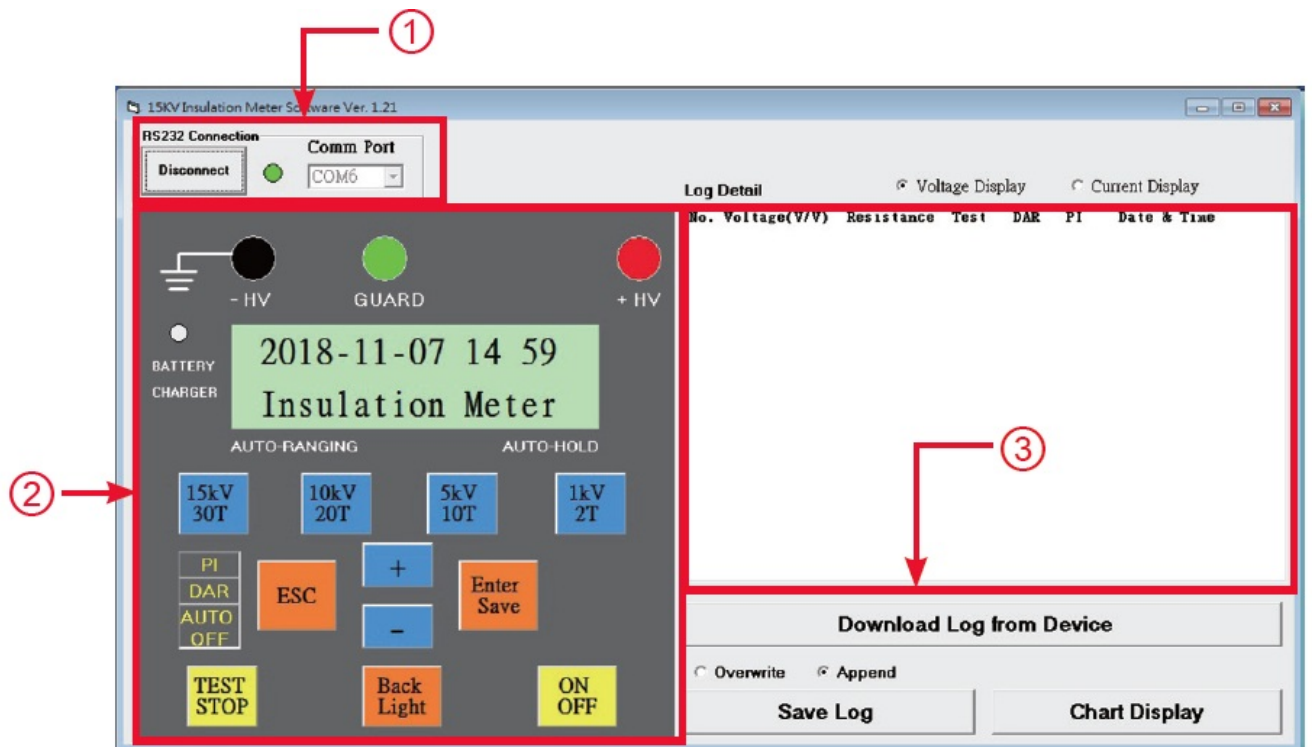 ①
15KV Insulation Meter Software Ver. 1.21
RS232 Connection
Comm Port
Disconnect
COM6
Log Detail
Voltage Display
Current Display
No. Voltage(V/V) Resistance Test DAR PI Date & Time
- HV
GUARD
+ HV
BATTERY
CHARGER
2018-11-07 14 59
Insulation Meter
AUTO-RANGING
AUTO-HOLD
③
②
15kV
30T
10kV
20T
5kV
10T
1kV
2T
PI
DAR
AUTO
OFF
ESC
+
-
Enter
Save
Download Log from Device
Overwrite
Append
TEST
STOP
Back
Light
ON
OFF
Save Log
Chart Display